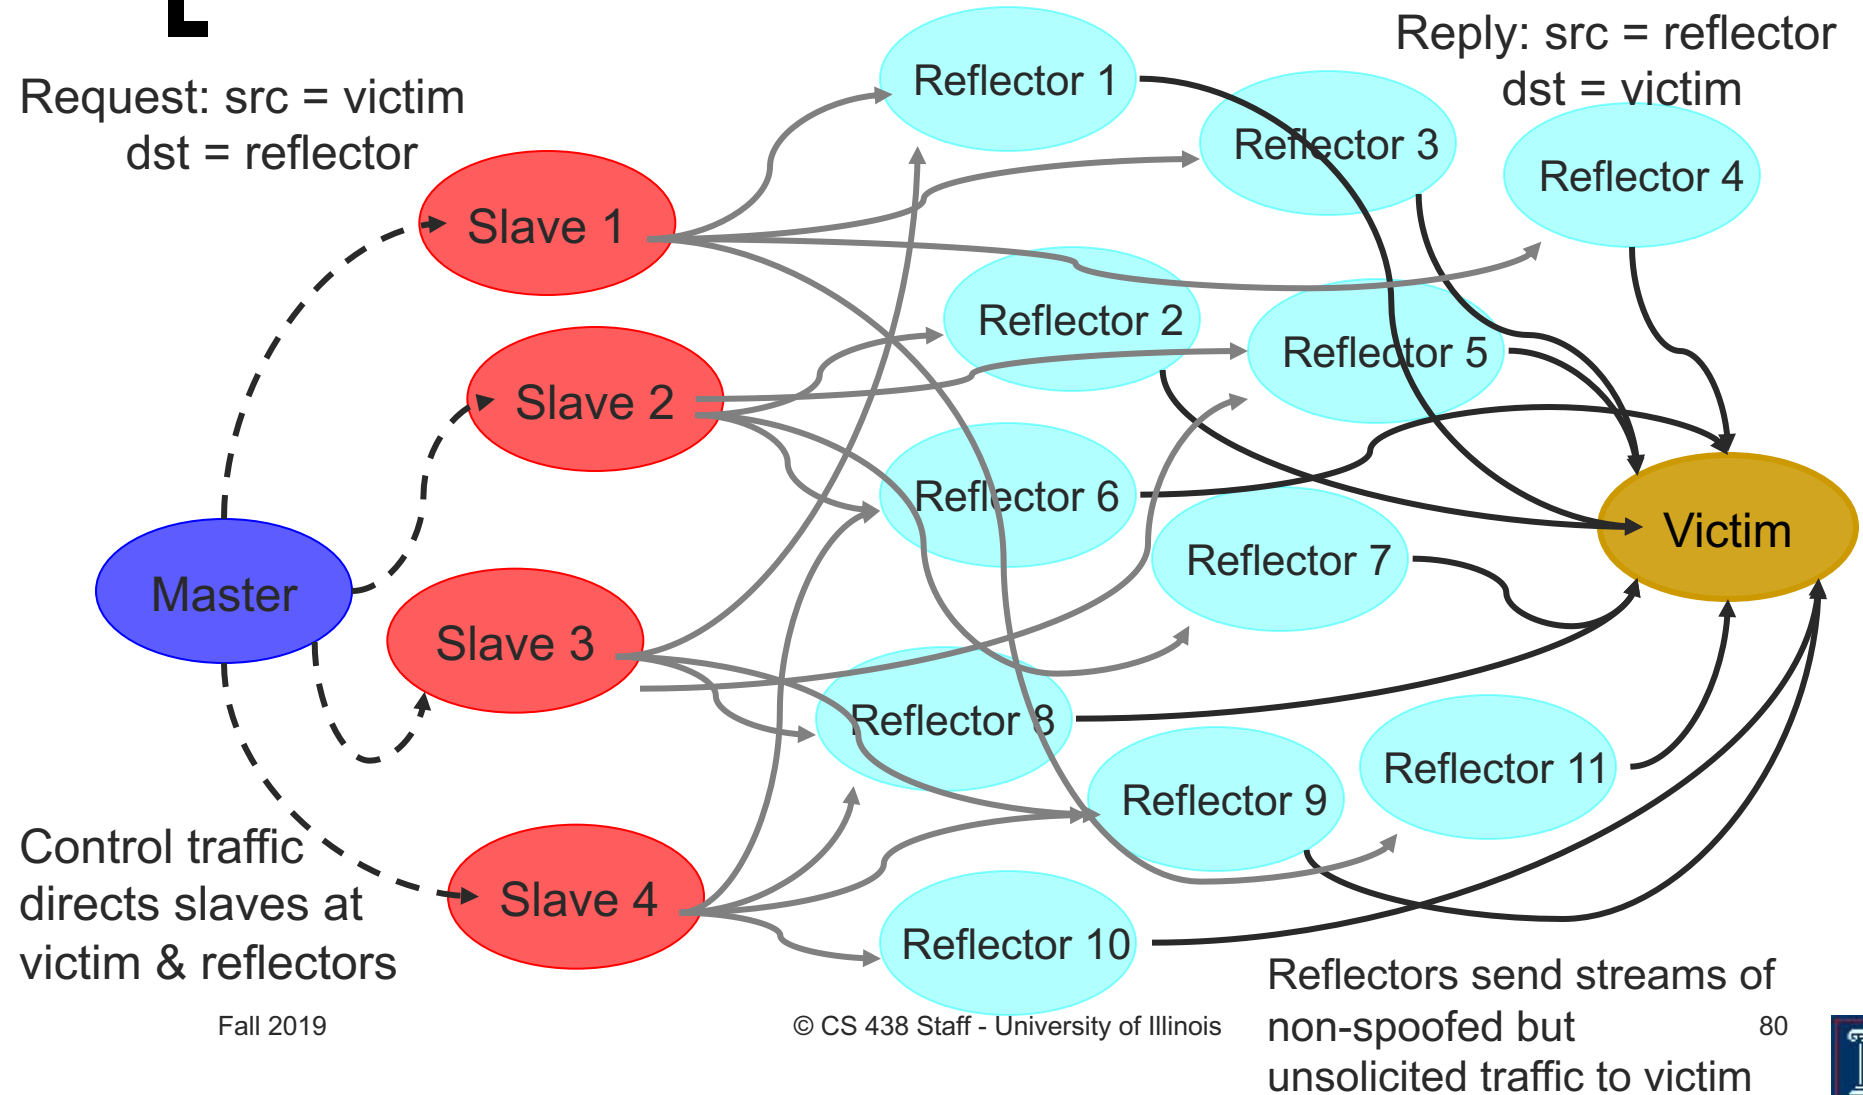 Reply: src = reflector
dst = victim
Request: src = victim
dst = reflector
Reflector 1
Reflector 3
Reflector 4
Slave 1
Reflector 2
Reflector 5
Slave 2
Reflector 6
Victim
Reflector 7
Master
Slave 3
Reflector 8
Reflector 11
Reflector 9
Control traffic
directs slaves at
victim & reflectors
Slave 4
Reflector 10
Reflectors send streams of
non-spoofed but
unsolicited traffic to victim
Fall 2019
© CS 438 Staff - University of Illinois
80